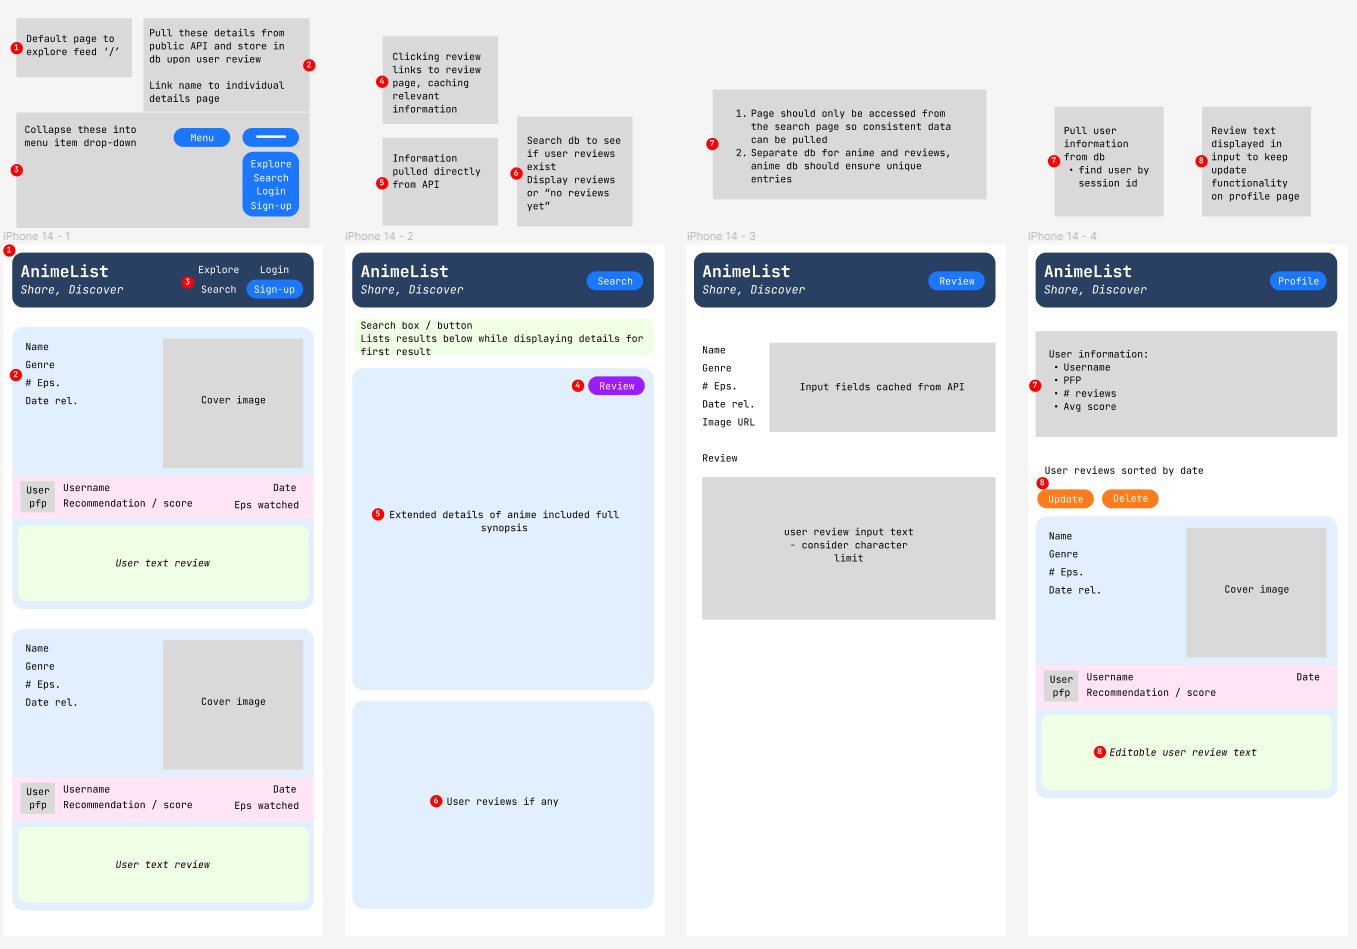 1
Default page to
explore feed ‘/’
Pull these details from
public API and store in
db upon user review
Link name to individual
details page
2
3
Collapse these into
menu item drop-down
Menu
Explore
Search
Login
Sign-up
4
Clicking review
links to review
page, caching
relevant
information
5
Information
pulled directly
from API
6
Search db to see
if user reviews
exist
Display reviews
or “no reviews
yet”
7
1. Page should only be accessed from
the search page so consistent data
can be pulled
2. Separate db for anime and reviews,
anime db should ensure unique
entries
7
Pull user
information
from db
• find user by
session id
8
Review text
displayed in
input to keep
update
functionality
on profile page
iPhone 14 - 1
1
AnimeList
Share, Discover
3
Explore
Login
Search
Sign-up
2
Name
Genre
# Eps.
Date rel.
Cover image
User
pfp
Username
Date
Recommendation / score
Eps watched
User text review
Name
Genre
# Eps.
Date rel.
Cover image
User
pfp
Username
Date
Recommendation / score
Eps watched
User text review
iPhone 14 - 2
AnimeList
Share, Discover
Search
Search box / button
Lists results below while displaying details for
first result
4
Review
5
Extended details of anime included full
synopsis
6
User reviews if any
iPhone 14 - 3
AnimeList
Share, Discover
Review
Name
Genre
# Eps.
Date rel.
Image URL
Input fields cached from API
Review
user review input text
- consider character
limit
iPhone 14 - 4
AnimeList
Share, Discover
Profile
7
User information:
• Username
• PFP
• # reviews
• Avg score
User reviews sorted by date
8
Update
Delete
Name
Genre
# Eps.
Date rel.
Cover image
User
pfp
Username
Date
Recommendation / score
8
Editable user review text